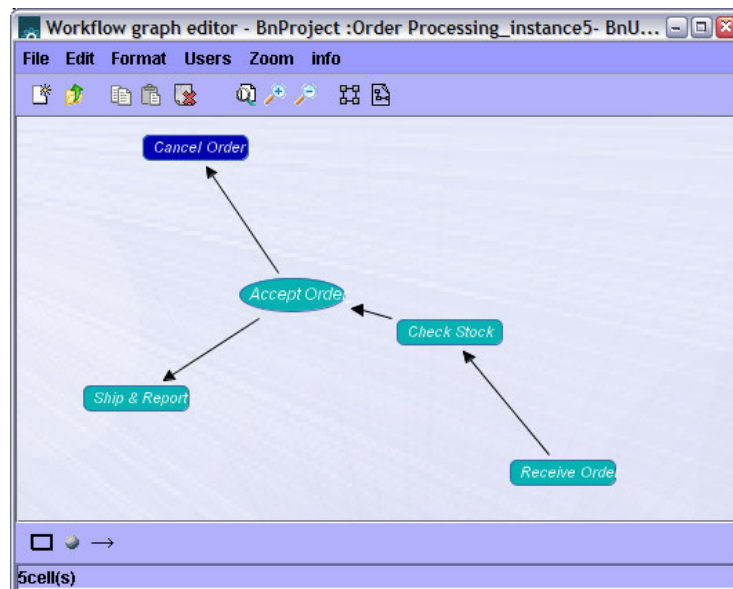 Workflow graph editor - BnProject :Order Processing_instance5- BnU...
File Edit Format Users Zoom info
Cancel Order
Accept Order
Check Stock
Ship & Report
Receive Order
5cell(s)